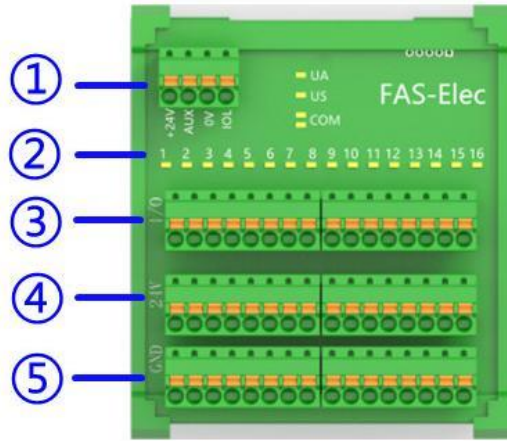 ①
+24V AUX 0V IOL
UA
US
COM
FAS-Elec
②
1 2 3 4 5 6 7 8 9 10 11 12 13 14 15 16
③
I/O
④
24V
⑤
GND